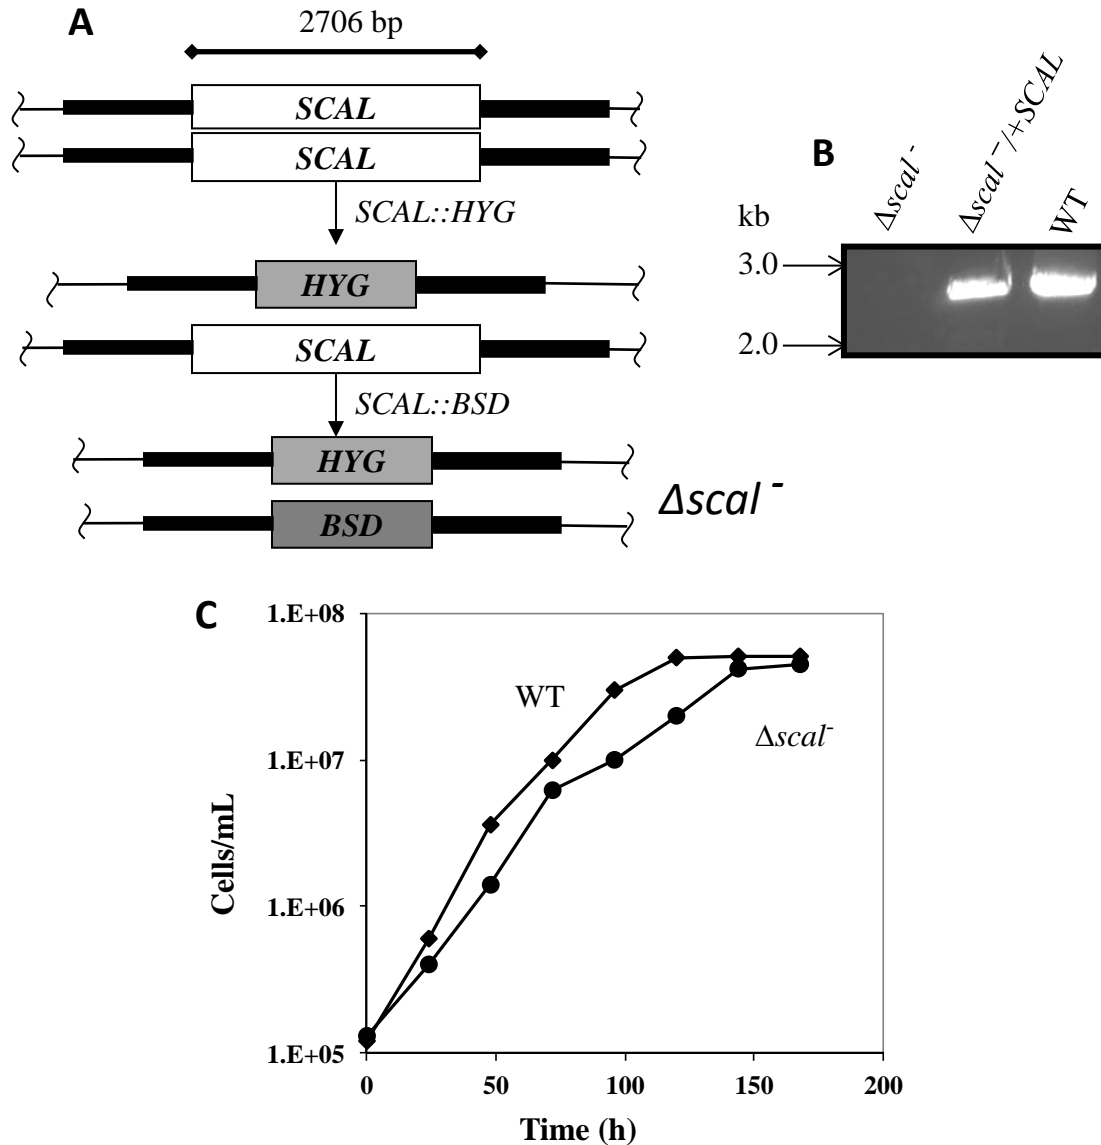 A
2706 bp
SCAL
SCAL
SCAL::HYG
HYG
SCAL
SCAL::BSD
HYG
BSD
Δscal⁻
B
kb
Δscal⁻
Δscal⁻/+SCAL
WT
3.0
2.0
C
1.E+08
1.E+07
1.E+06
1.E+05
Cells/mL
WT
Δscal⁻
0
50
100
150
200
Time (h)